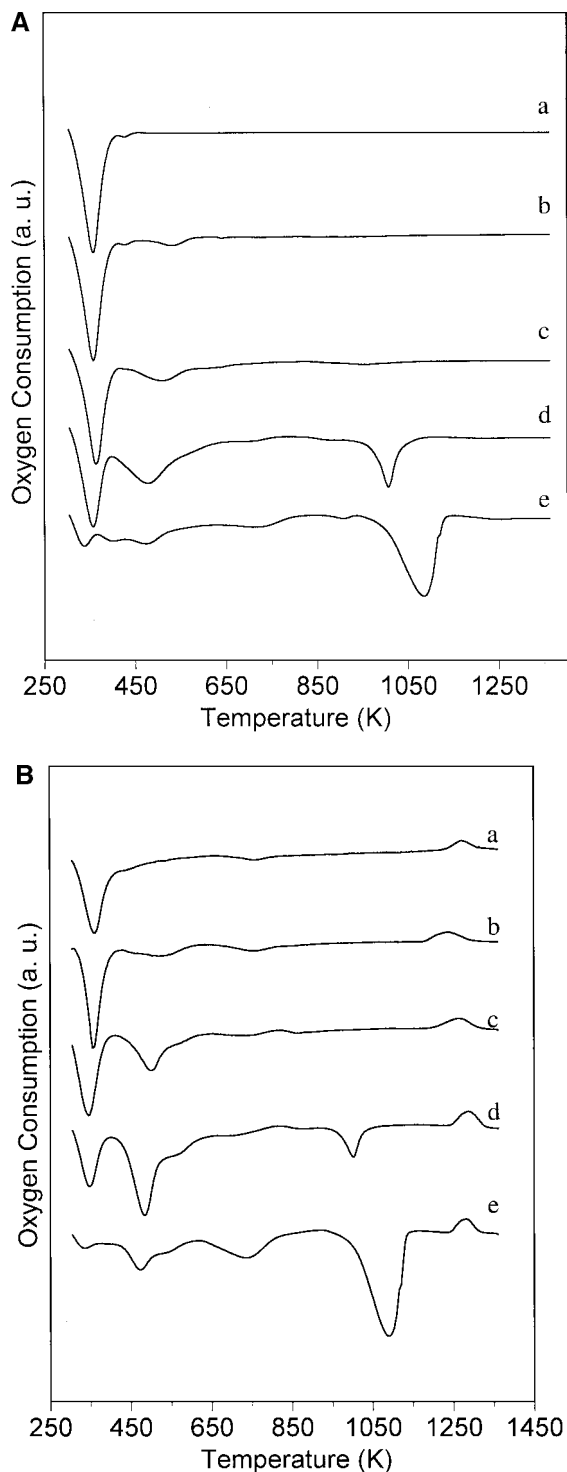 A
a
b
c
d
e
Oxygen Consumption (a. u.)
250 450 650 850 1050 1250
Temperature (K)
B
a
b
c
d
e
Oxygen Consumption (a. u.)
250 450 650 850 1050 1250 1450
Temperature (K)